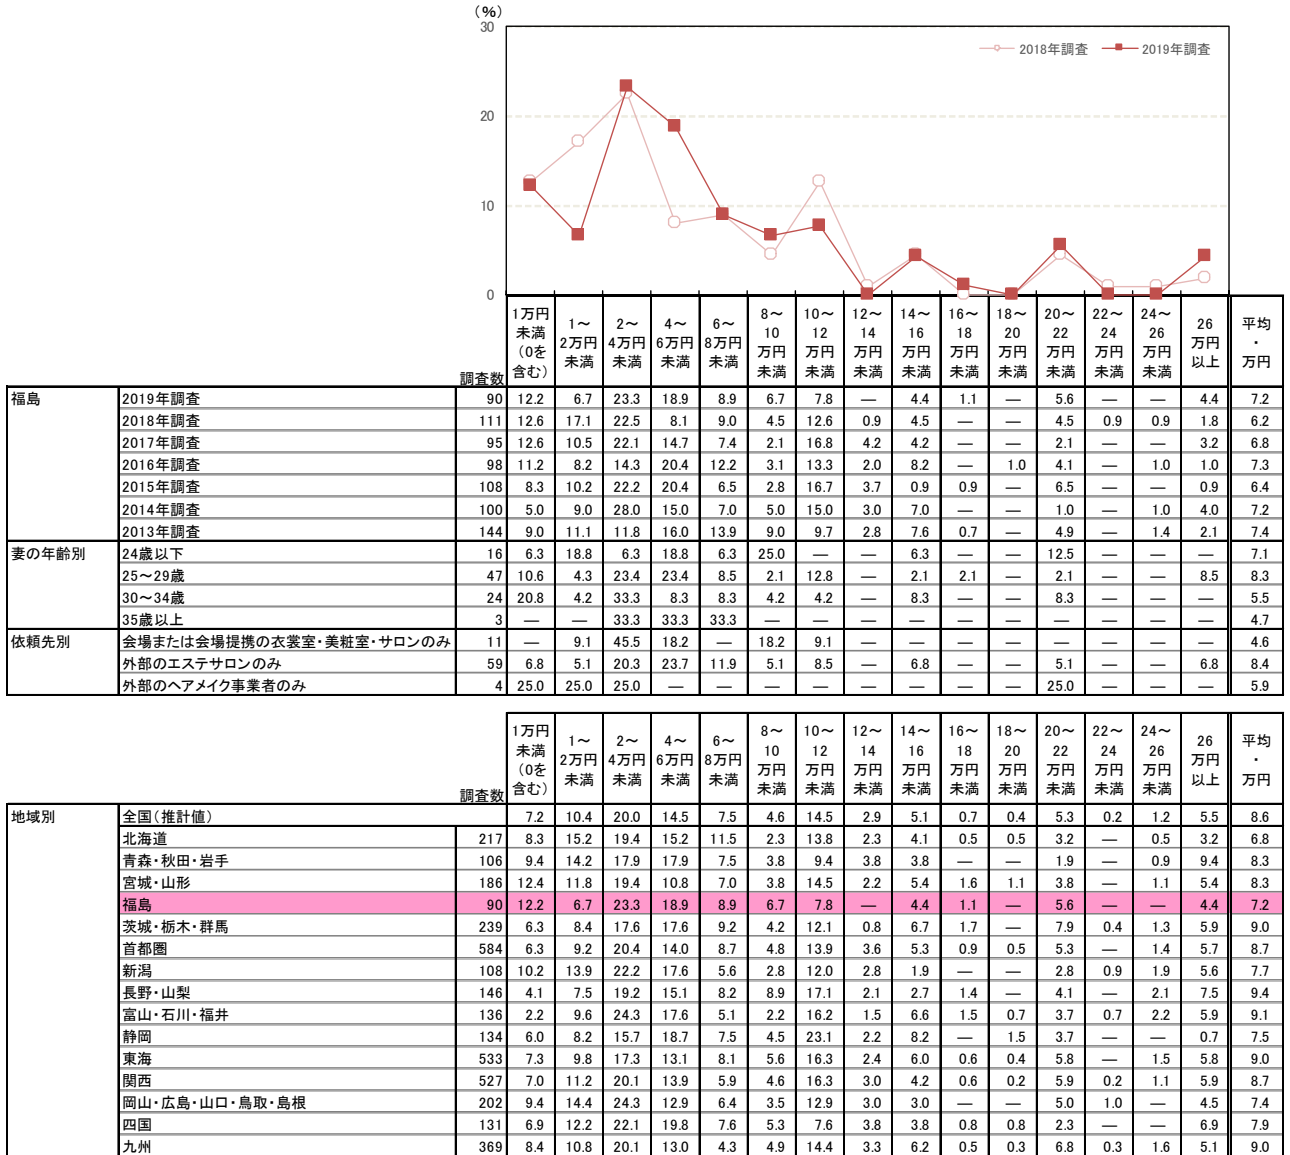 （%）
30
20
10
0
2018年調査 2019年調査
調査数 1万円未満（0を含む） 1～2万円未満 2～4万円未満 4～6万円未満 6～8万円未満 8～10万円未満 10～12万円未満 12～14万円未満 14～16万円未満 16～18万円未満 18～20万円未満 20～22万円未満 22～24万円未満 24～26万円未満 26万円以上 平均・万円
福島 2019年調査 90 12.2 6.7 23.3 18.9 8.9 6.7 7.8 — 4.4 1.1 — 5.6 — — 4.4 7.2
2018年調査 111 12.6 17.1 22.5 8.1 9.0 4.5 12.6 0.9 4.5 — — 4.5 0.9 0.9 1.8 6.2
2017年調査 95 12.6 10.5 22.1 14.7 7.4 2.1 16.8 4.2 4.2 — — 2.1 — — 3.2 6.8
2016年調査 98 11.2 8.2 14.3 20.4 12.2 3.1 13.3 2.0 8.2 — 1.0 4.1 — 1.0 1.0 7.3
2015年調査 108 8.3 10.2 22.2 20.4 6.5 2.8 16.7 3.7 0.9 0.9 — 6.5 — — 0.9 6.4
2014年調査 100 5.0 9.0 28.0 15.0 7.0 5.0 15.0 3.0 7.0 — — 1.0 — 1.0 4.0 7.2
2013年調査 144 9.0 11.1 11.8 16.0 13.9 9.0 9.7 2.8 7.6 0.7 — 4.9 — 1.4 2.1 7.4
妻の年齢別 24歳以下 16 6.3 18.8 6.3 18.8 6.3 25.0 — — 6.3 — — 12.5 — — — 7.1
25～29歳 47 10.6 4.3 23.4 23.4 8.5 2.1 12.8 — 2.1 2.1 — 2.1 — — 8.5 8.3
30～34歳 24 20.8 4.2 33.3 8.3 8.3 4.2 4.2 — 8.3 — — 8.3 — — — 5.5
35歳以上 3 — — 33.3 33.3 33.3 — — — — — — — — — — 4.7
依頼先別 会場または会場提携の衣裳室・美粧室・サロンのみ 11 — 9.1 45.5 18.2 — 18.2 9.1 — — — — — — — — 4.6
外部のエステサロンのみ 59 6.8 5.1 20.3 23.7 11.9 5.1 8.5 — 6.8 — — 5.1 — — 6.8 8.4
外部のヘアメイク事業者のみ 4 25.0 25.0 25.0 — — — — — — — — 25.0 — — — 5.9
調査数 1万円未満（0を含む） 1～2万円未満 2～4万円未満 4～6万円未満 6～8万円未満 8～10万円未満 10～12万円未満 12～14万円未満 14～16万円未満 16～18万円未満 18～20万円未満 20～22万円未満 22～24万円未満 24～26万円未満 26万円以上 平均・万円
地域別 全国（推計値） 7.2 10.4 20.0 14.5 7.5 4.6 14.5 2.9 5.1 0.7 0.4 5.3 0.2 1.2 5.5 8.6
北海道 217 8.3 15.2 19.4 15.2 11.5 2.3 13.8 2.3 4.1 0.5 0.5 3.2 — 0.5 3.2 6.8
青森・秋田・岩手 106 9.4 14.2 17.9 17.9 7.5 3.8 9.4 3.8 3.8 — — 1.9 — 0.9 9.4 8.3
宮城・山形 186 12.4 11.8 19.4 10.8 7.0 3.8 14.5 2.2 5.4 1.6 1.1 3.8 — 1.1 5.4 8.3
福島 90 12.2 6.7 23.3 18.9 8.9 6.7 7.8 — 4.4 1.1 — 5.6 — — 4.4 7.2
茨城・栃木・群馬 239 6.3 8.4 17.6 17.6 9.2 4.2 12.1 0.8 6.7 1.7 — 7.9 0.4 1.3 5.9 9.0
首都圏 584 6.3 9.2 20.4 14.0 8.7 4.8 13.9 3.6 5.3 0.9 0.5 5.3 — 1.4 5.7 8.7
新潟 108 10.2 13.9 22.2 17.6 5.6 2.8 12.0 2.8 1.9 — — 2.8 0.9 1.9 5.6 7.7
長野・山梨 146 4.1 7.5 19.2 15.1 8.2 8.9 17.1 2.1 2.7 1.4 — 4.1 — 2.1 7.5 9.4
富山・石川・福井 136 2.2 9.6 24.3 17.6 5.1 2.2 16.2 1.5 6.6 1.5 0.7 3.7 0.7 2.2 5.9 9.1
静岡 134 6.0 8.2 15.7 18.7 7.5 4.5 23.1 2.2 8.2 — 1.5 3.7 — — 0.7 7.5
東海 533 7.3 9.8 17.3 13.1 8.1 5.6 16.3 2.4 6.0 0.6 0.4 5.8 — 1.5 5.8 9.0
関西 527 7.0 11.2 20.1 13.9 5.9 4.6 16.3 3.0 4.2 0.6 0.2 5.9 0.2 1.1 5.9 8.7
岡山・広島・山口・鳥取・島根 202 9.4 14.4 24.3 12.9 6.4 3.5 12.9 3.0 3.0 — — 5.0 1.0 — 4.5 7.4
四国 131 6.9 12.2 22.1 19.8 7.6 5.3 7.6 3.8 3.8 0.8 0.8 2.3 — — 6.9 7.9
九州 369 8.4 10.8 20.1 13.0 4.3 4.9 14.4 3.3 6.2 0.5 0.3 6.8 0.3 1.6 5.1 9.0